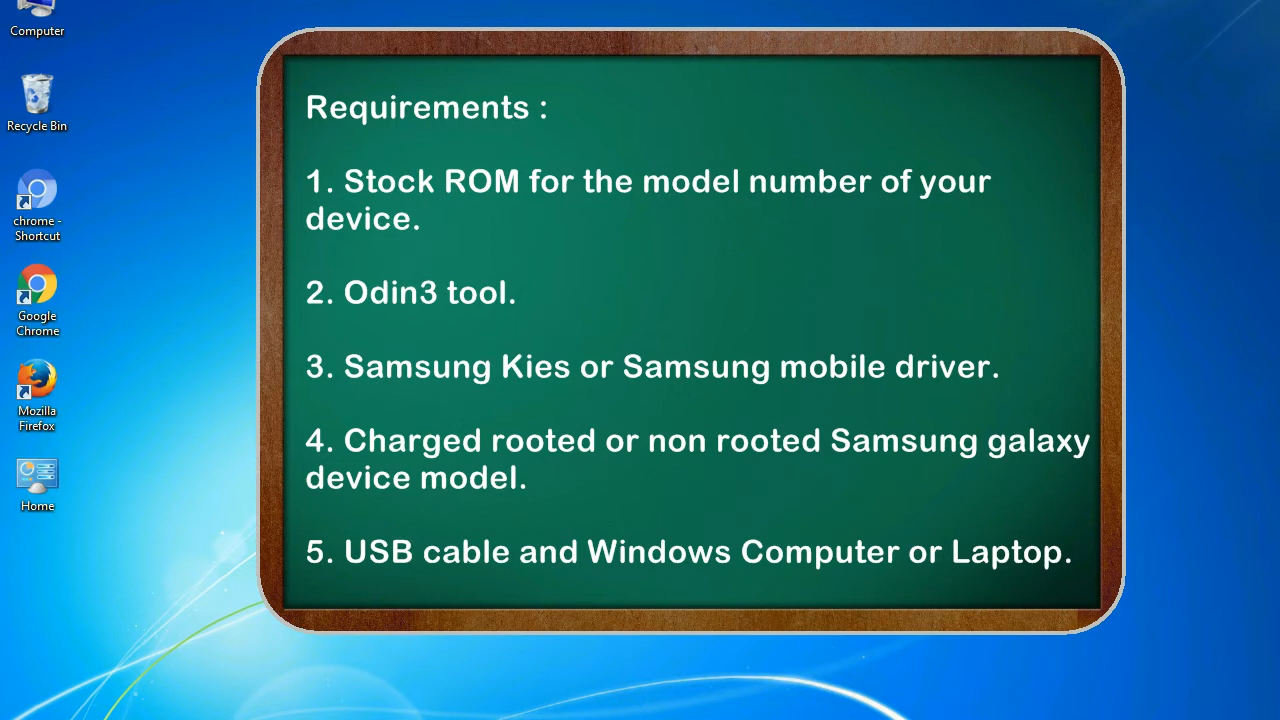 Computer
Recycle Bin
chrome -
Shortcut
Google
Chrome
Mozilla
Firefox
Home
Requirements :
1. Stock ROM for the model number of your
device.
2. Odin3 tool.
3. Samsung Kies or Samsung mobile driver.
4. Charged rooted or non rooted Samsung galaxy
device model.
5. USB cable and Windows Computer or Laptop.